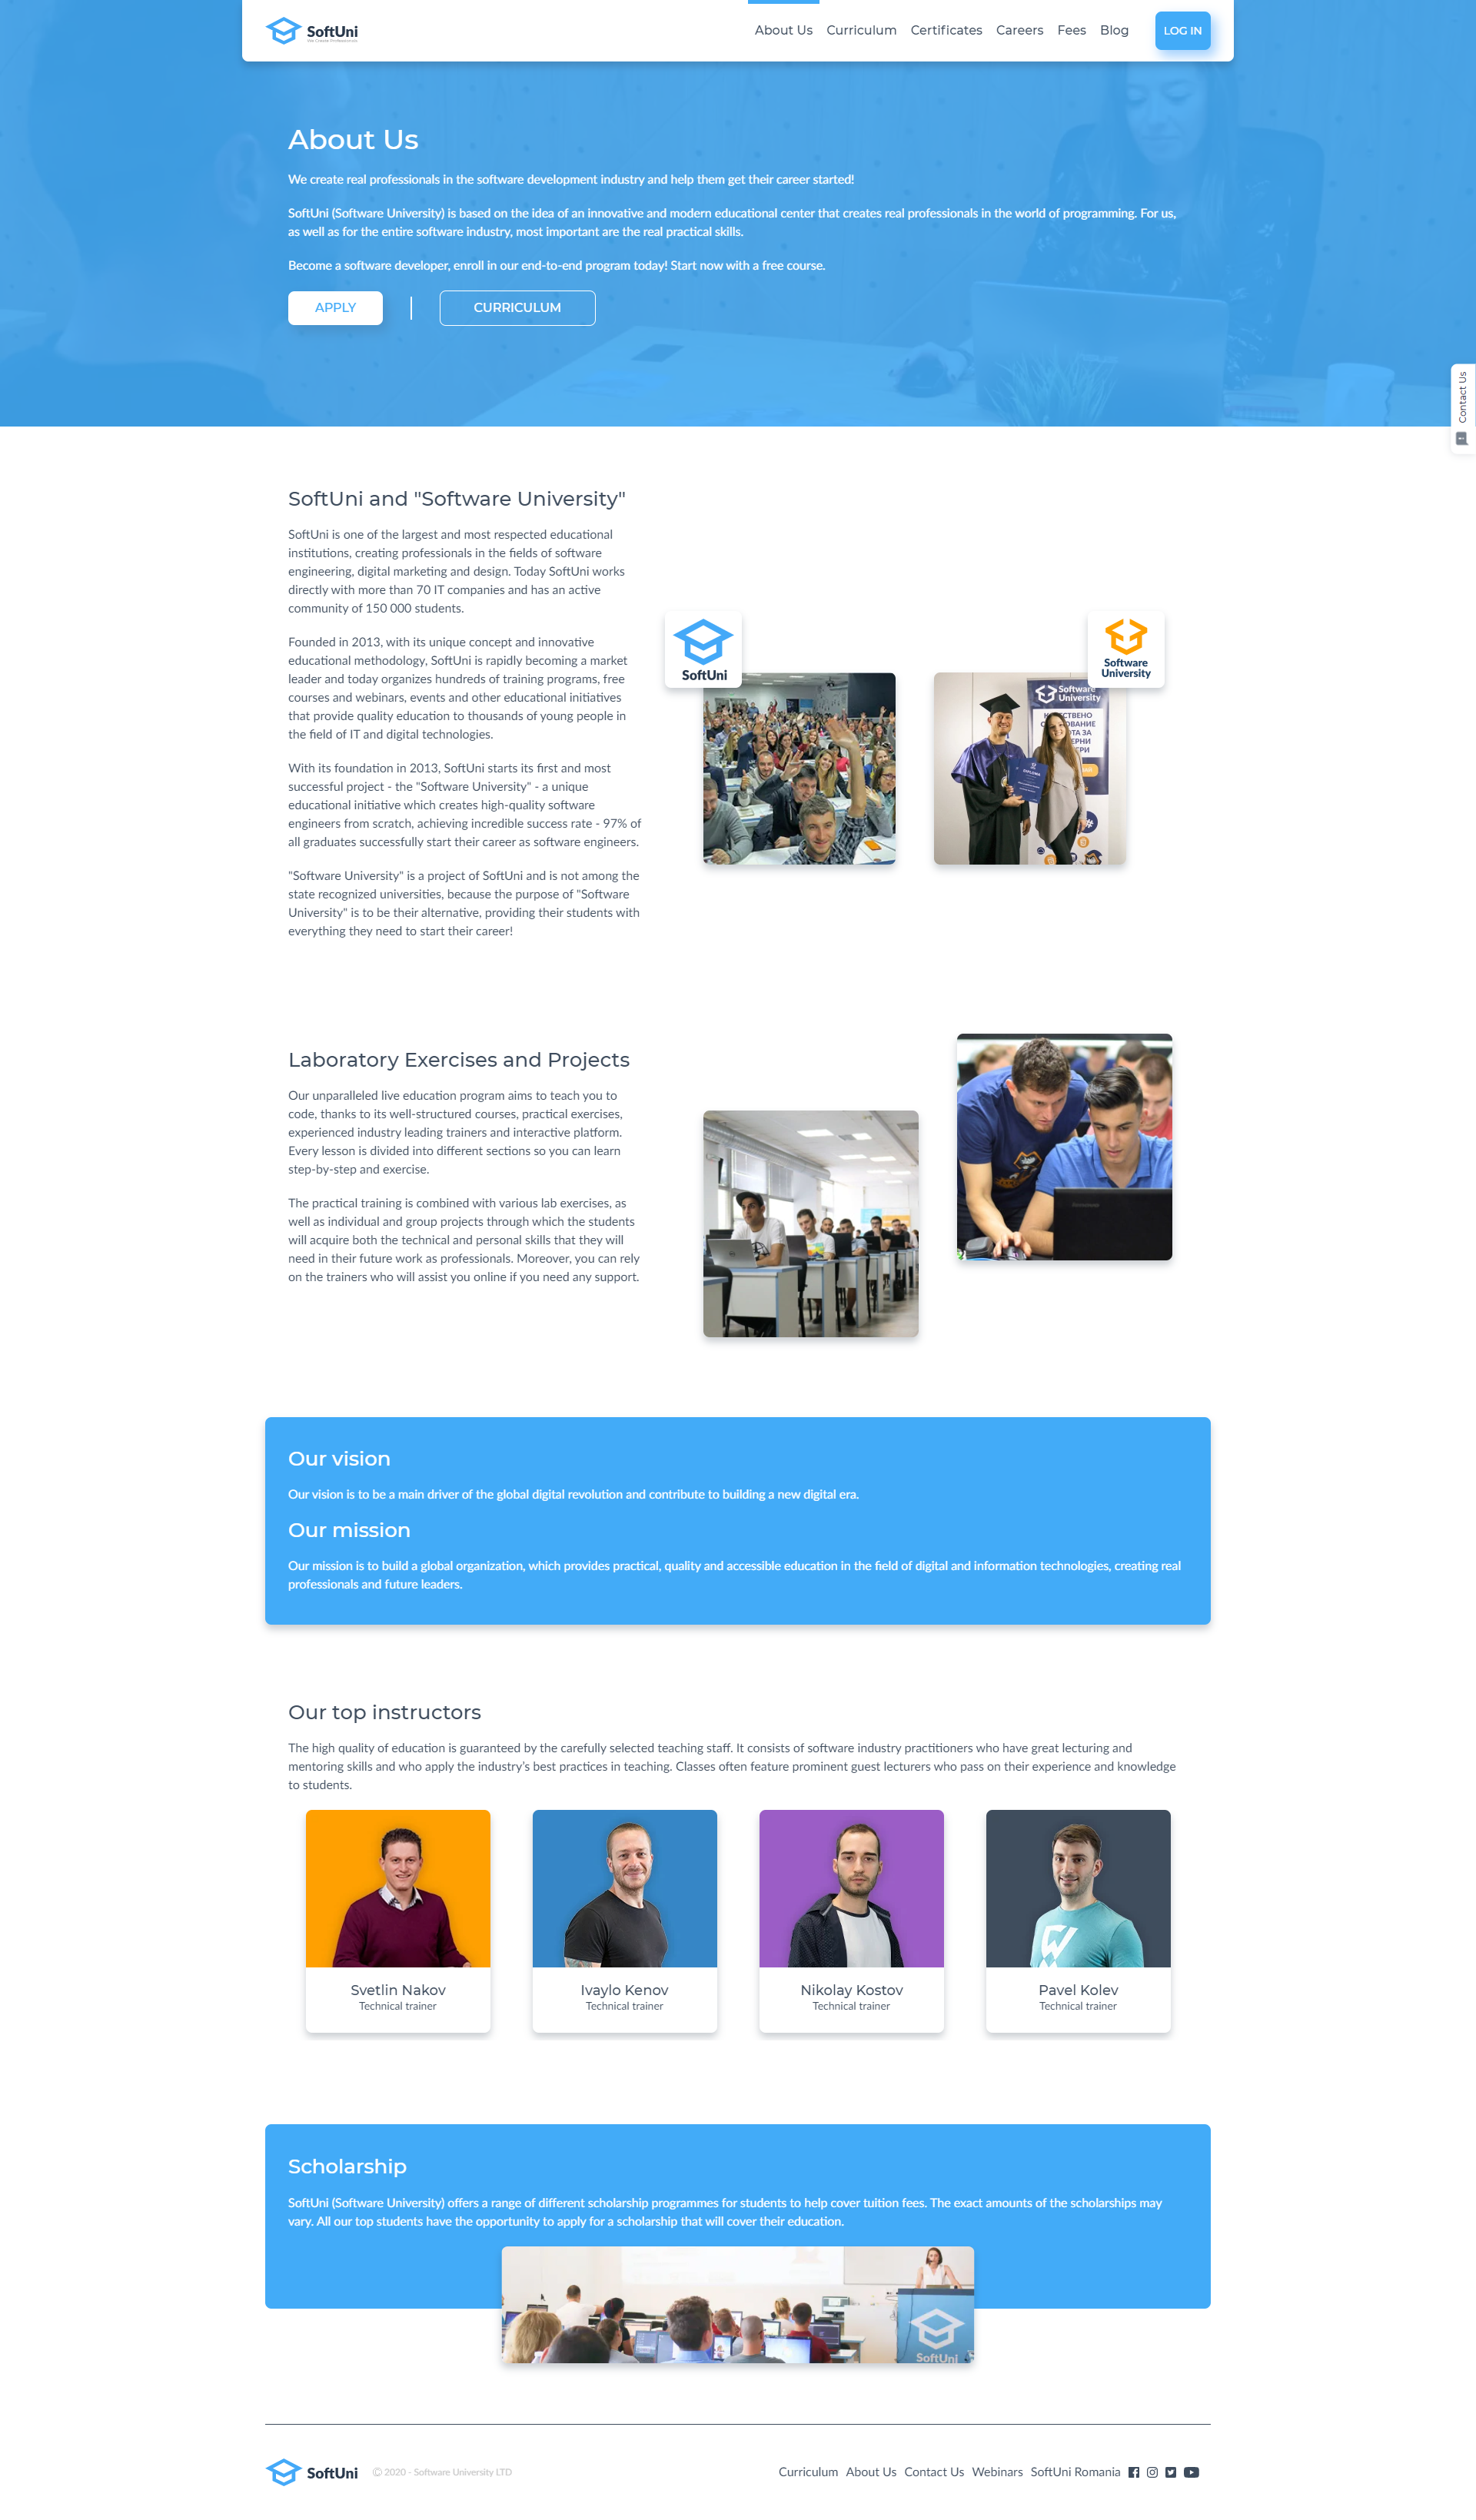 SoftUni
About Us Curriculum Certificates Careers Fees Blog LOG IN
About Us
We create real professionals in the software development industry and help them get their career started!
SoftUni (Software University) is based on the idea of an innovative and modern educational center that creates real professionals in the world of programming. For us,
as well as for the entire software industry, most important are the real practical skills.
Become a software developer, enroll in our end-to-end program today! Start now with a free course.
APPLY
CURRICULUM
Contact Us
SoftUni and "Software University"
SoftUni is one of the largest and most respected educational
institutions, creating professionals in the fields of software
engineering, digital marketing and design. Today SoftUni works
directly with more than 70 IT companies and has an active
community of 150 000 students.
Founded in 2013, with its unique concept and innovative
educational methodology, SoftUni is rapidly becoming a market
leader and today organizes hundreds of training programs, free
courses and webinars, events and other educational initiatives
that provide quality education to thousands of young people in
the field of IT and digital technologies.
With its foundation in 2013, SoftUni starts its first and most
successful project - the "Software University" - a unique
educational initiative which creates high-quality software
engineers from scratch, achieving incredible success rate - 97% of
all graduates successfully start their career as software engineers.
"Software University" is a project of SoftUni and is not among the
state recognized universities, because the purpose of "Software
University" is to be their alternative, providing their students with
everything they need to start their career!
SoftUni
Software
University
Software
University
Laboratory Exercises and Projects
Our unparalleled live education program aims to teach you to
code, thanks to its well-structured courses, practical exercises,
experienced industry leading trainers and interactive platform.
Every lesson is divided into different sections so you can learn
step-by-step and exercise.
The practical training is combined with various lab exercises, as
well as individual and group projects through which the students
will acquire both the technical and personal skills that they will
need in their future work as professionals. Moreover, you can rely
on the trainers who will assist you online if you need any support.
Our vision
Our vision is to be a main driver of the global digital revolution and contribute to building a new digital era.
Our mission
Our mission is to build a global organization, which provides practical, quality and accessible education in the field of digital and information technologies, creating real
professionals and future leaders.
Our top instructors
The high quality of education is guaranteed by the carefully selected teaching staff. It consists of software industry practitioners who have great lecturing and
mentoring skills and who apply the industry's best practices in teaching. Classes often feature prominent guest lecturers who pass on their experience and knowledge
to students.
Svetlin Nakov
Technical trainer
Ivaylo Kenov
Technical trainer
Nikolay Kostov
Technical trainer
Pavel Kolev
Technical trainer
Scholarship
SoftUni (Software University) offers a range of different scholarship programmes for students to help cover tuition fees. The exact amounts of the scholarships may
vary. All our top students have the opportunity to apply for a scholarship that will cover their education.
SoftUni
SoftUni
© 2020 - Software University LTD
Curriculum About Us Contact Us Webinars SoftUni Romania